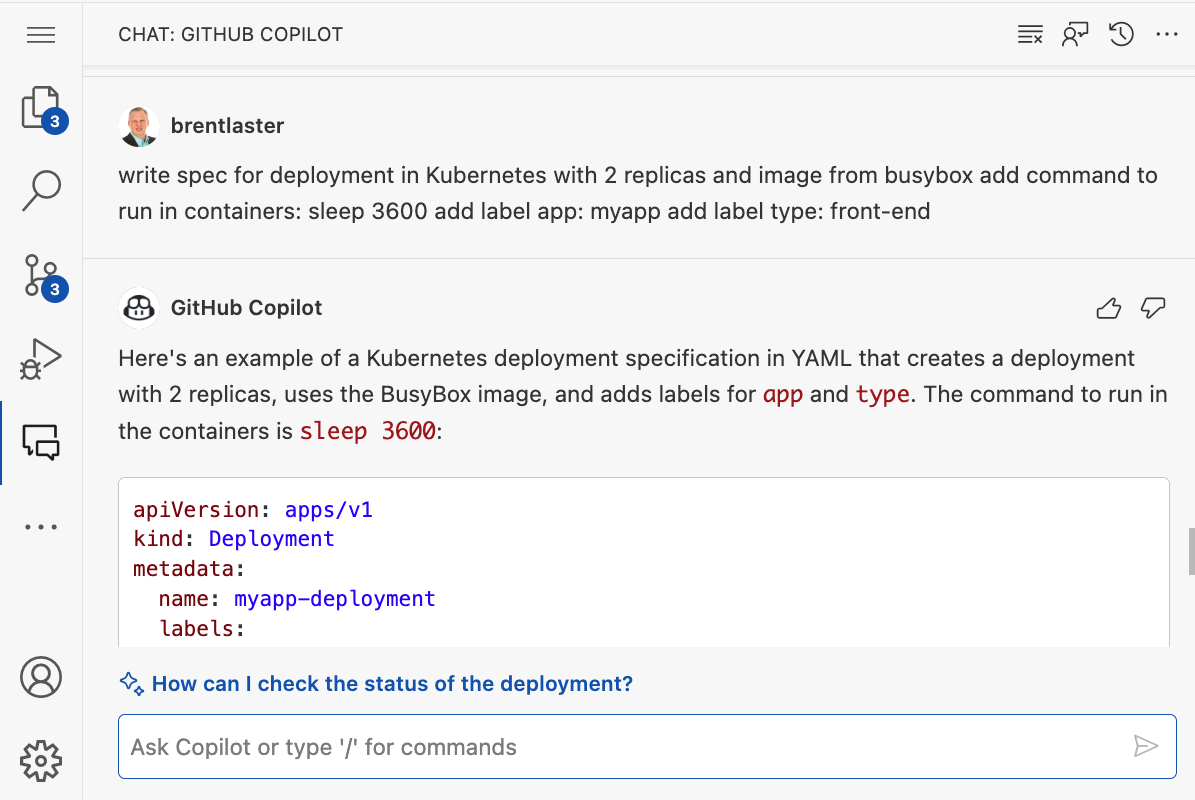 CHAT: GITHUB COPILOT
3
3
brentlaster
write spec for deployment in Kubernetes with 2 replicas and image from busybox add command to
run in containers: sleep 3600 add label app: myapp add label type: front-end
GitHub Copilot
Here's an example of a Kubernetes deployment specification in YAML that creates a deployment
with 2 replicas, uses the BusyBox image, and adds labels for app and type. The command to run in
the containers is sleep 3600:
apiVersion: apps/v1
kind: Deployment
metadata:
  name: myapp-deployment
  labels:
How can I check the status of the deployment?
Ask Copilot or type '/' for commands